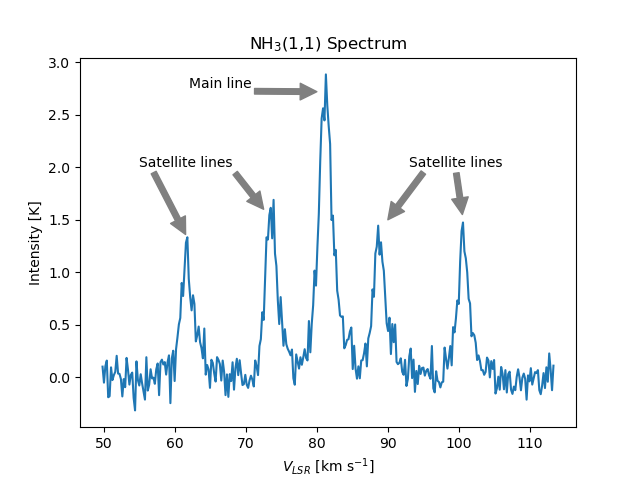 NH₃(1,1) Spectrum
3.0
Main line
2.5
Satellite lines Satellite lines
2.0
1.5
Intensity [K]
1.0
0.5
0.0
50 60 70 80 90 100 110
V_LSR [km s⁻¹]